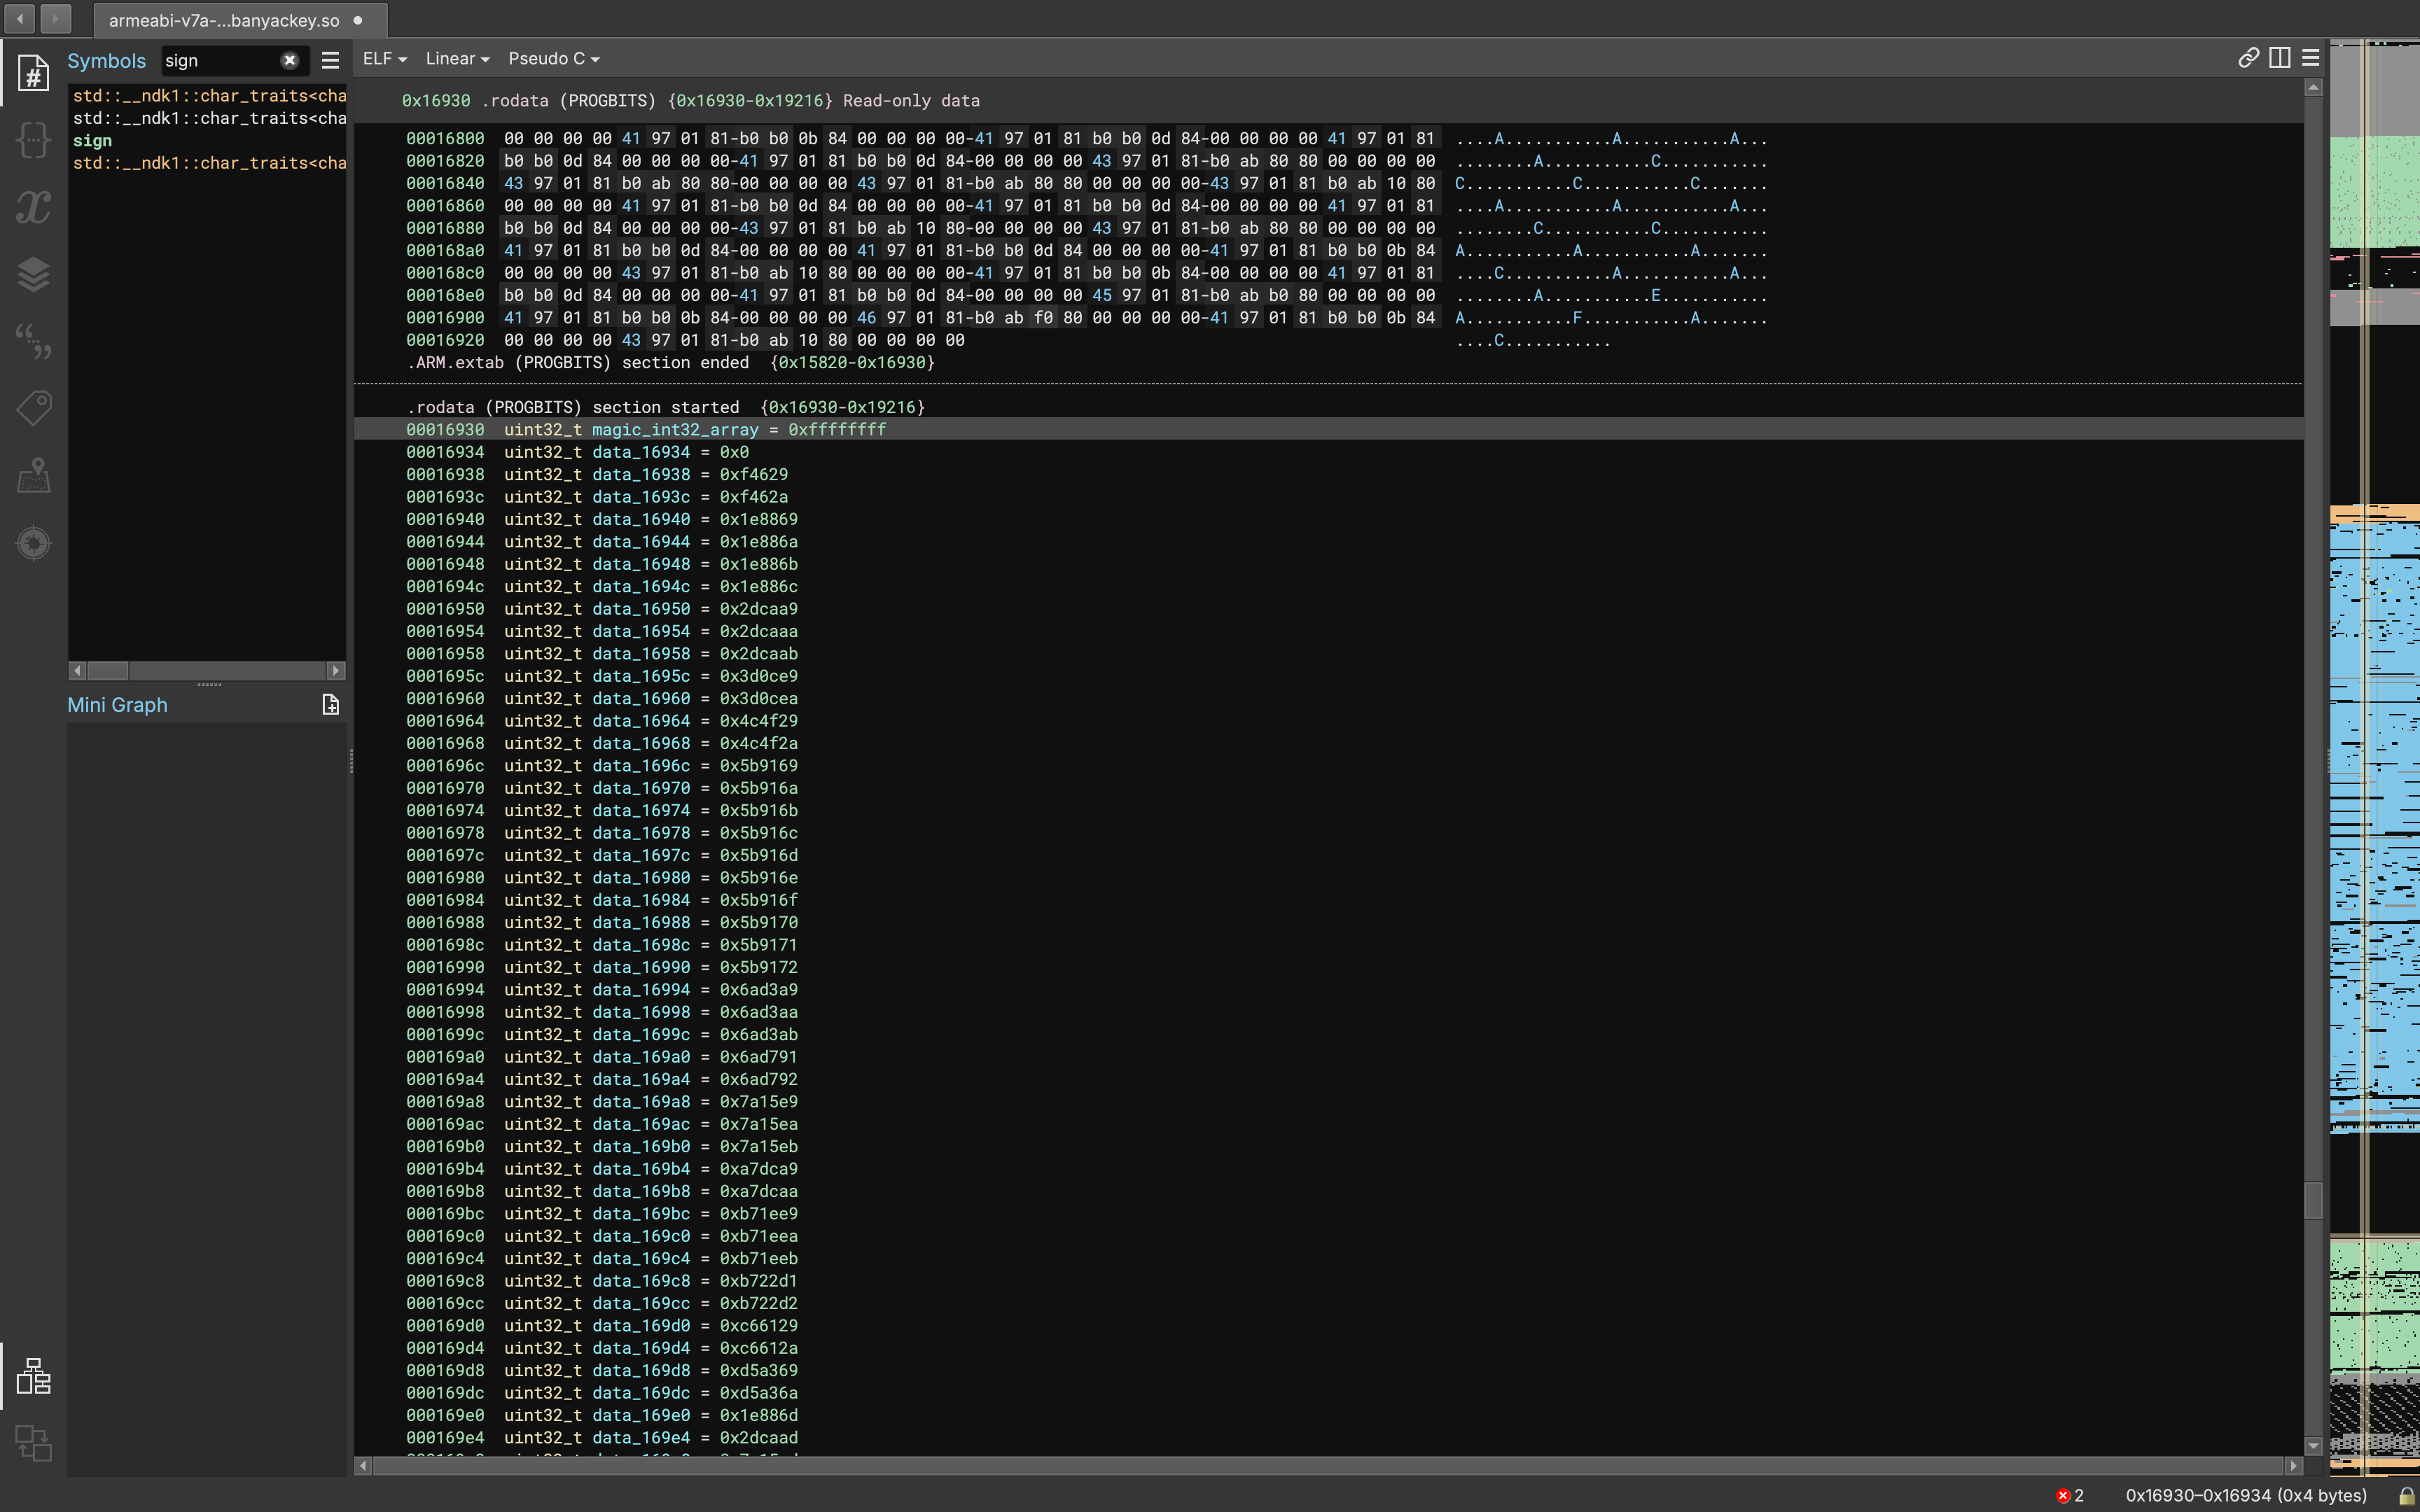 armeabi-v7a-...banyackey.so
Symbols
sign
std::__ndk1::char_traits<cha
std::__ndk1::char_traits<cha
sign
std::__ndk1::char_traits<cha
Mini Graph
ELF Linear Pseudo C
0x16930 .rodata (PROGBITS) {0x16930-0x19216} Read-only data
00016800 00 00 00 00 41 97 01 81-b0 b0 0b 84 00 00 00 00-41 97 01 81 b0 b0 0d 84-00 00 00 00 41 97 01 81 ....A...........A...........A...
00016820 b0 b0 0d 84 00 00 00 00-41 97 01 81 b0 b0 0d 84-00 00 00 00 43 97 01 81-b0 ab 80 80 00 00 00 00 ........A...........C...........
00016840 43 97 01 81 b0 ab 80 80-00 00 00 00 43 97 01 81-b0 ab 80 80 00 00 00 00-43 97 01 81 b0 ab 10 80 C...........C...........C.......
00016860 00 00 00 00 41 97 01 81-b0 b0 0d 84 00 00 00 00-41 97 01 81 b0 b0 0d 84-00 00 00 00 41 97 01 81 ....A...........A...........A...
00016880 b0 b0 0d 84 00 00 00 00-43 97 01 81 b0 ab 10 80-00 00 00 00 43 97 01 81-b0 ab 80 80 00 00 00 00 ........C...........C...........
000168a0 41 97 01 81 b0 b0 0d 84-00 00 00 00 41 97 01 81-b0 b0 0d 84 00 00 00 00-41 97 01 81 b0 b0 0b 84 A...........A...........A.......
000168c0 00 00 00 00 43 97 01 81-b0 ab 10 80 00 00 00 00-41 97 01 81 b0 b0 0b 84-00 00 00 00 41 97 01 81 ....C...........A...........A...
000168e0 b0 b0 0d 84 00 00 00 00-41 97 01 81 b0 b0 0d 84-00 00 00 00 45 97 01 81-b0 ab b0 80 00 00 00 00 ........A...........E...........
00016900 41 97 01 81 b0 b0 0b 84-00 00 00 00 46 97 01 81-b0 ab f0 80 00 00 00 00-41 97 01 81 b0 b0 0b 84 A...........F...........A.......
00016920 00 00 00 00 43 97 01 81-b0 ab 10 80 00 00 00 00 ....C...........
.ARM.extab (PROGBITS) section ended {0x15820-0x16930}
.rodata (PROGBITS) section started {0x16930-0x19216}
00016930 uint32_t magic_int32_array = 0xffffffff
00016934 uint32_t data_16934 = 0x0
00016938 uint32_t data_16938 = 0xf4629
0001693c uint32_t data_1693c = 0xf462a
00016940 uint32_t data_16940 = 0x1e8869
00016944 uint32_t data_16944 = 0x1e886a
00016948 uint32_t data_16948 = 0x1e886b
0001694c uint32_t data_1694c = 0x1e886c
00016950 uint32_t data_16950 = 0x2dcaa9
00016954 uint32_t data_16954 = 0x2dcaaa
00016958 uint32_t data_16958 = 0x2dcaab
0001695c uint32_t data_1695c = 0x3d0ce9
00016960 uint32_t data_16960 = 0x3d0cea
00016964 uint32_t data_16964 = 0x4c4f29
00016968 uint32_t data_16968 = 0x4c4f2a
0001696c uint32_t data_1696c = 0x5b9169
00016970 uint32_t data_16970 = 0x5b916a
00016974 uint32_t data_16974 = 0x5b916b
00016978 uint32_t data_16978 = 0x5b916c
0001697c uint32_t data_1697c = 0x5b916d
00016980 uint32_t data_16980 = 0x5b916e
00016984 uint32_t data_16984 = 0x5b916f
00016988 uint32_t data_16988 = 0x5b9170
0001698c uint32_t data_1698c = 0x5b9171
00016990 uint32_t data_16990 = 0x5b9172
00016994 uint32_t data_16994 = 0x6ad3a9
00016998 uint32_t data_16998 = 0x6ad3aa
0001699c uint32_t data_1699c = 0x6ad3ab
000169a0 uint32_t data_169a0 = 0x6ad791
000169a4 uint32_t data_169a4 = 0x6ad792
000169a8 uint32_t data_169a8 = 0x7a15e9
000169ac uint32_t data_169ac = 0x7a15ea
000169b0 uint32_t data_169b0 = 0x7a15eb
000169b4 uint32_t data_169b4 = 0xa7dca9
000169b8 uint32_t data_169b8 = 0xa7dcaa
000169bc uint32_t data_169bc = 0xb71ee9
000169c0 uint32_t data_169c0 = 0xb71eea
000169c4 uint32_t data_169c4 = 0xb71eeb
000169c8 uint32_t data_169c8 = 0xb722d1
000169cc uint32_t data_169cc = 0xb722d2
000169d0 uint32_t data_169d0 = 0xc66129
000169d4 uint32_t data_169d4 = 0xc6612a
000169d8 uint32_t data_169d8 = 0xd5a369
000169dc uint32_t data_169dc = 0xd5a36a
000169e0 uint32_t data_169e0 = 0x1e886d
000169e4 uint32_t data_169e4 = 0x2dcaad
2 0x16930–0x16934 (0x4 bytes)